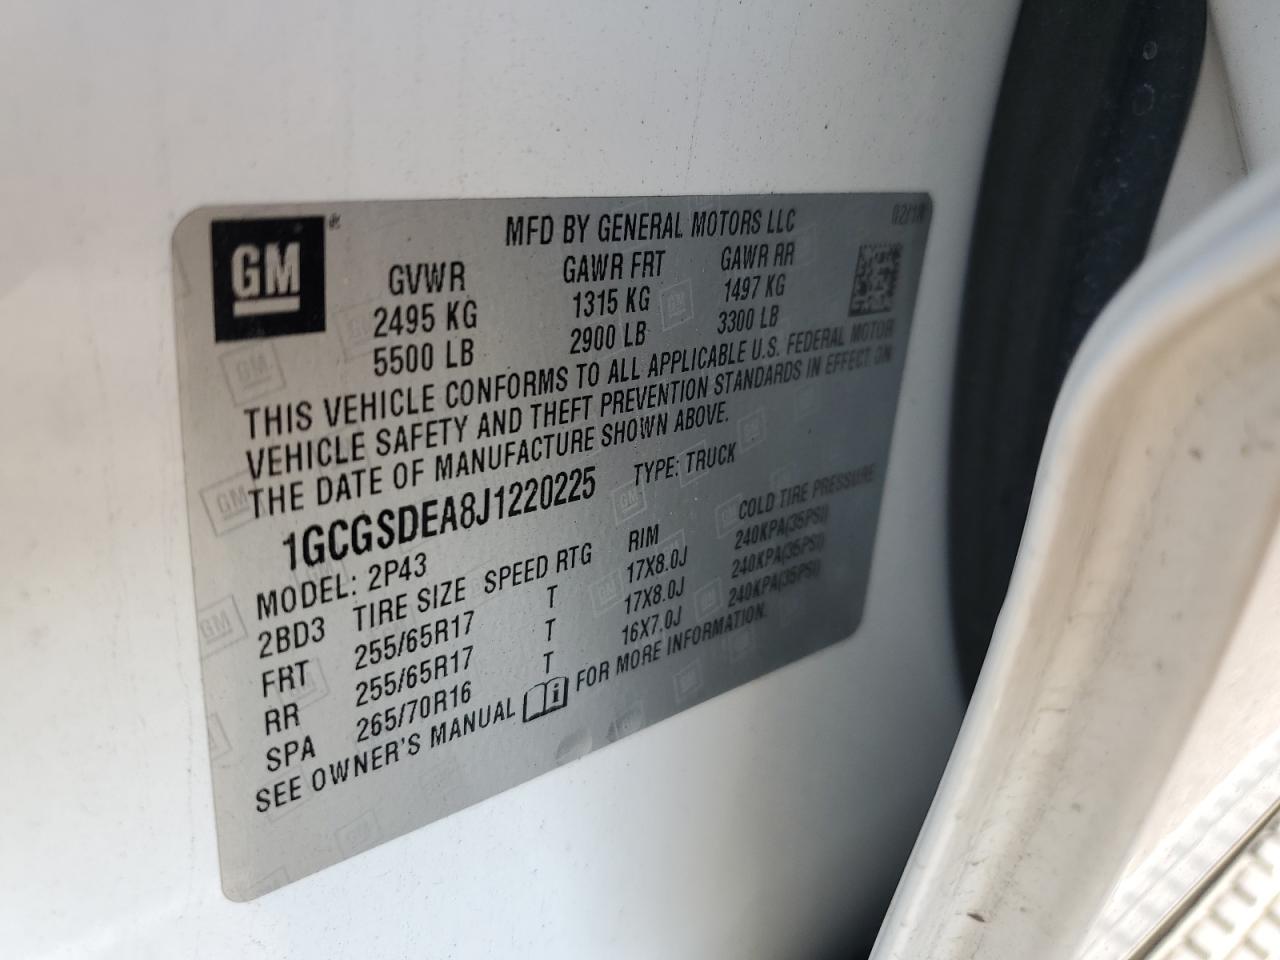 GM
®
MFD BY GENERAL MOTORS LLC
02/18
GVWR GAWR FRT GAWR RR
2495 KG 1315 KG 1497 KG
5500 LB 2900 LB 3300 LB
THIS VEHICLE CONFORMS TO ALL APPLICABLE U.S. FEDERAL MOTOR
VEHICLE SAFETY AND THEFT PREVENTION STANDARDS IN EFFECT ON
THE DATE OF MANUFACTURE SHOWN ABOVE.
1GCGSDEA8J1220225 TYPE: TRUCK
MODEL: 2P43
2BD3 TIRE SIZE SPEED RTG RIM COLD TIRE PRESSURE
FRT 255/65R17 T 17X8.0J 240KPA(35PSI)
RR 255/65R17 T 17X8.0J 240KPA(35PSI)
SPA 265/70R16 T 16X7.0J 240KPA(35PSI)
SEE OWNER'S MANUAL i FOR MORE INFORMATION.